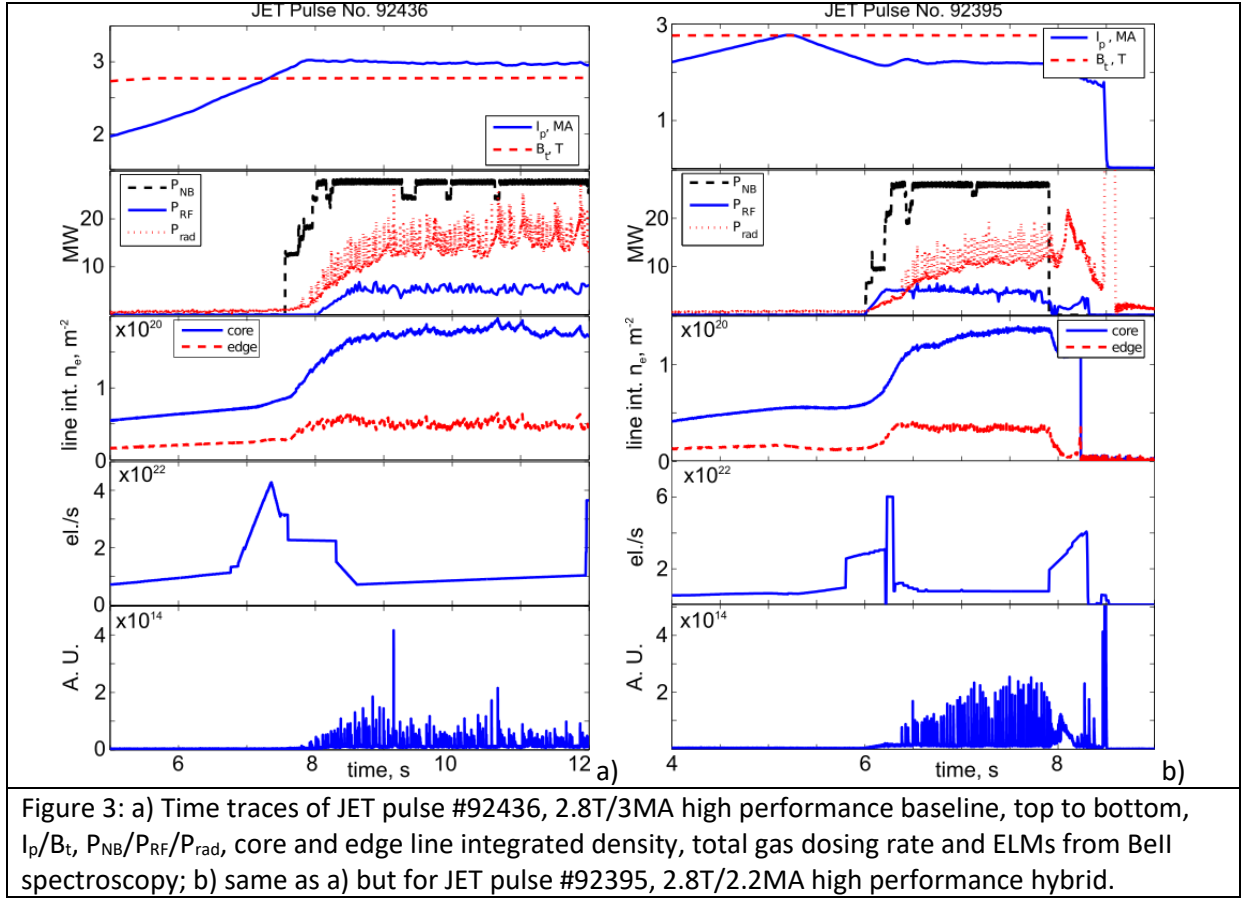 JET Pulse No. 92436
3
2
I_p, MA
B_t, T
P_NB
P_RF
P_rad
MW
20
10
x10^20
core
edge
line int. n_e, m^-2
1
0
x10^22
el./s
4
2
0
x10^14
A. U.
4
2
0
6
8
10
12
time, s
a)
JET Pulse No. 92395
3
1
I_p, MA
B_t, T
P_NB
P_RF
P_rad
MW
20
10
x10^20
core
edge
line int. n_e, m^-2
1
0
x10^22
el./s
4
2
x10^14
A. U.
4
2
0
4
6
8
time, s
b)
Figure 3: a) Time traces of JET pulse #92436, 2.8T/3MA high performance baseline, top to bottom,
I_p/B_t, P_NB/P_RF/P_rad, core and edge line integrated density, total gas dosing rate and ELMs from BeII
spectroscopy; b) same as a) but for JET pulse #92395, 2.8T/2.2MA high performance hybrid.